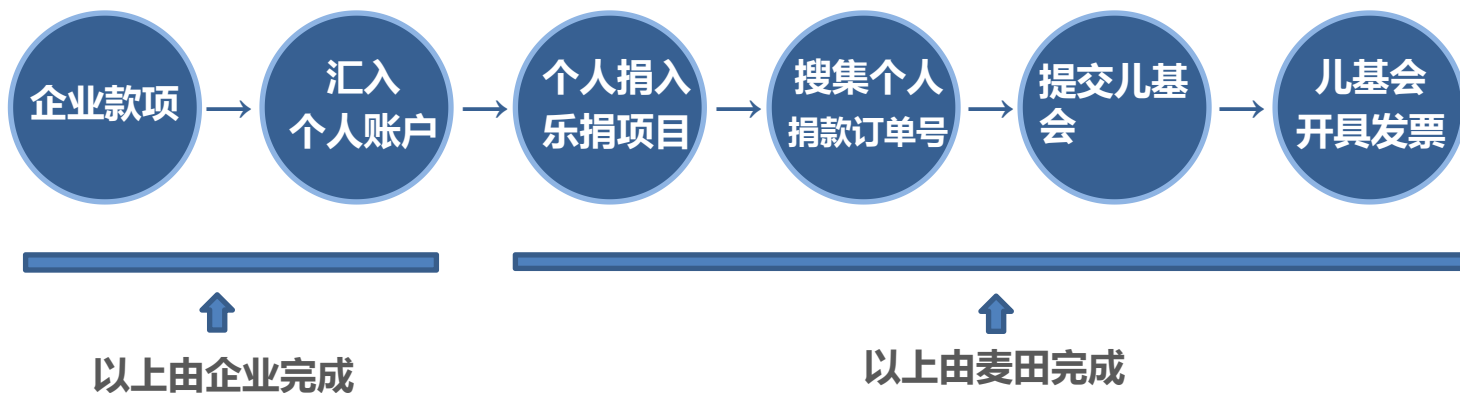 企业款项
→
汇入
个人账户
→
个人捐入
乐捐项目
→
搜集个人
捐款订单号
→
提交儿基
会
→
儿基会
开具发票
以上由企业完成
以上由麦田完成